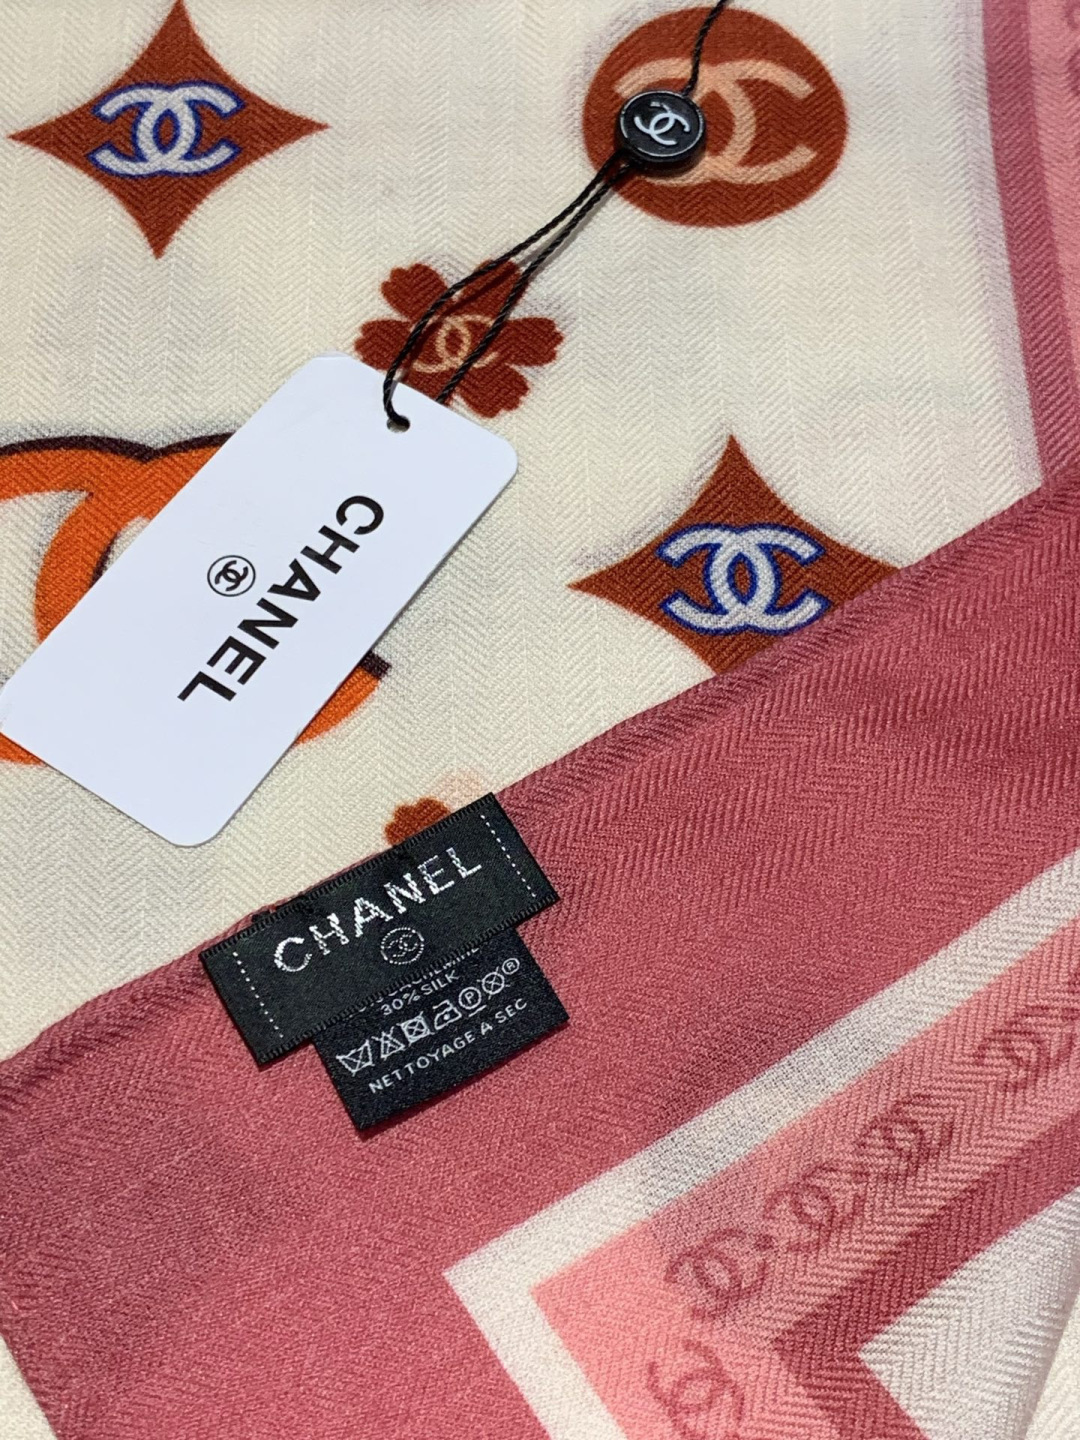 CHANEL
CHANEL
30% SILK
NETTOYAGE A SEC